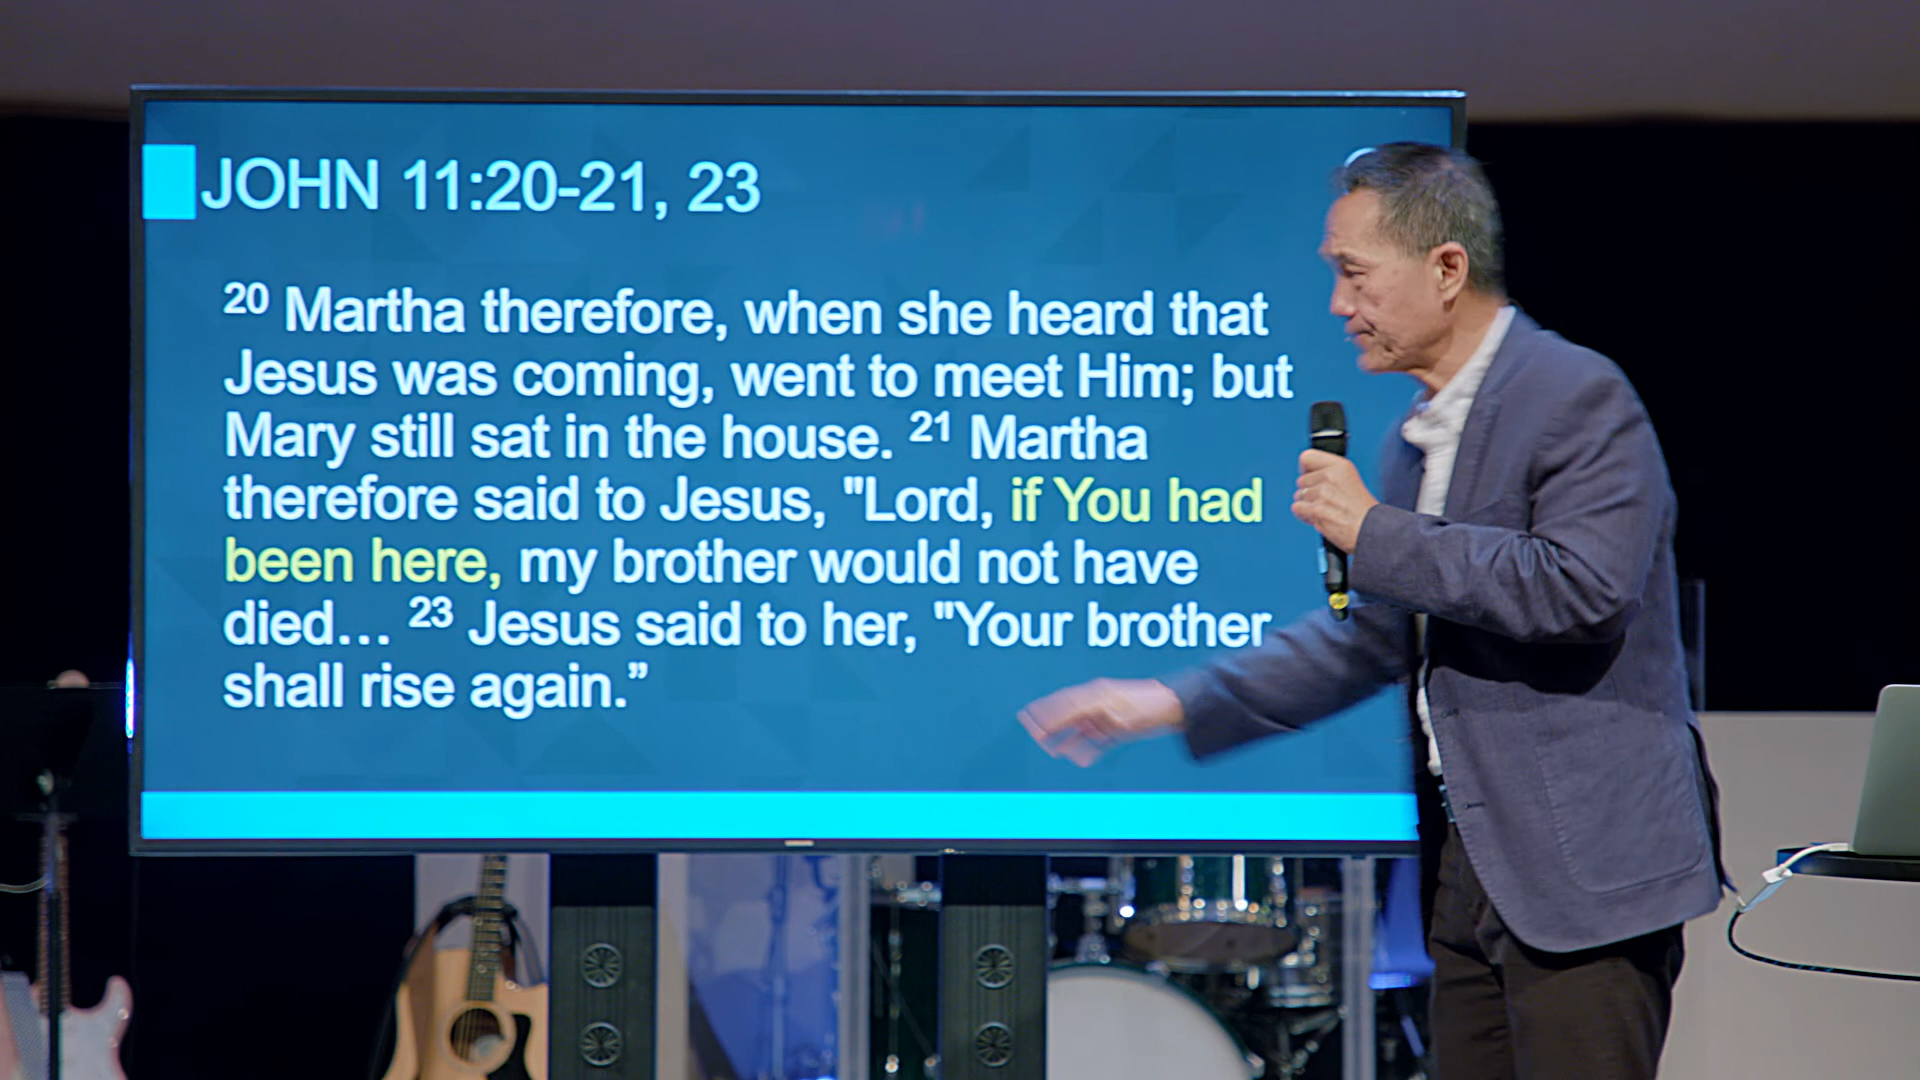 JOHN 11:20-21, 23
20 Martha therefore, when she heard that
Jesus was coming, went to meet Him; but
Mary still sat in the house. 21 Martha
therefore said to Jesus, "Lord, if You had
been here, my brother would not have
died… 23 Jesus said to her, "Your brother
shall rise again.”